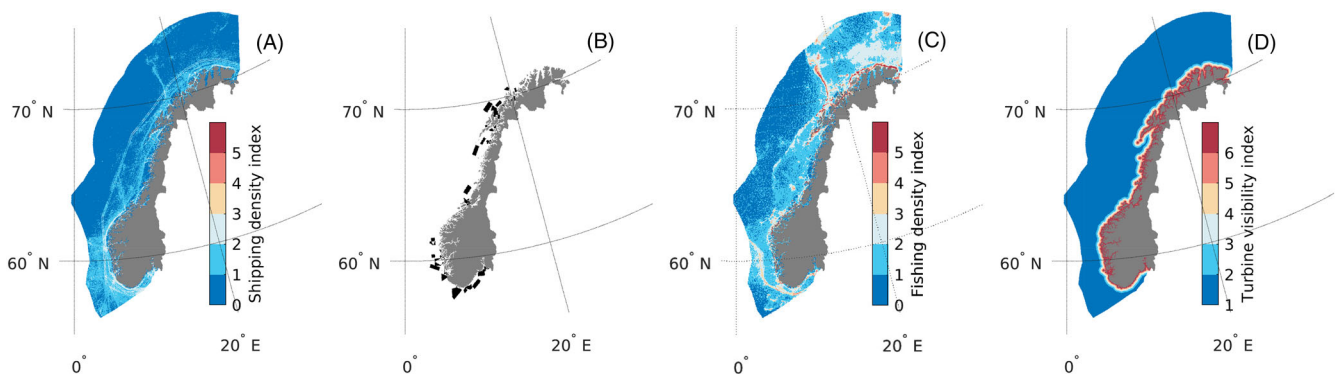 (A)
70° N
60° N
0°
20° E
5
4
3
2
1
0
Shipping density index
(B)
70° N
60° N
0°
20° E
(C)
70° N
60° N
0°
20° E
5
4
3
2
1
0
Fishing density index
(D)
70° N
60° N
0°
20° E
6
5
4
3
2
1
Turbine visibility index